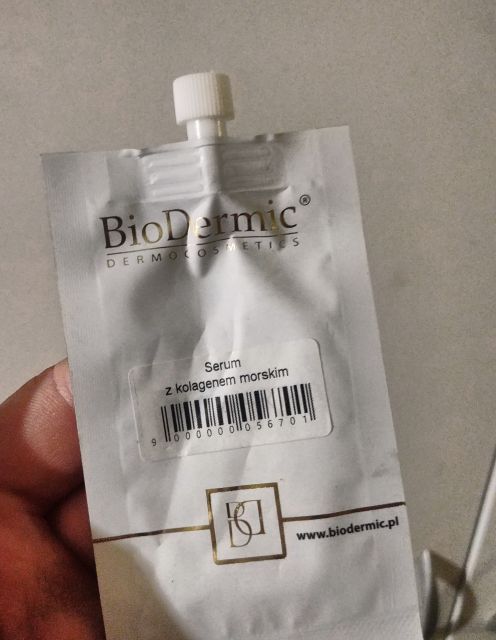 BioDermic®
DERMOCOSMETICS
Serum
z kolagenem morskim
9 000000 056701
www.biodermic.pl